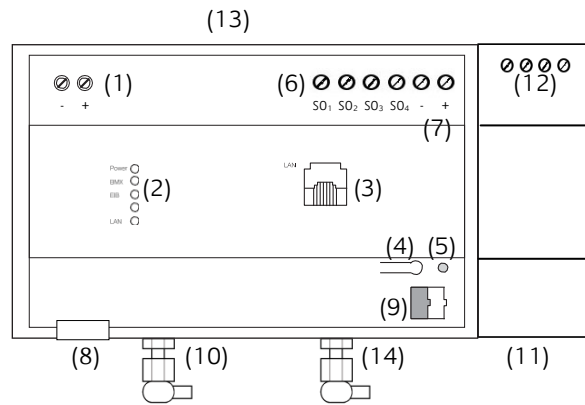 (13)
(1) (6) (12)
- + SO₁ SO₂ SO₃ SO₄ - +
(7)
Power
BMX
EIB
LAN
(2)
LAN
(3)
(4) (5)
(9)
(8) (10) (14) (11)